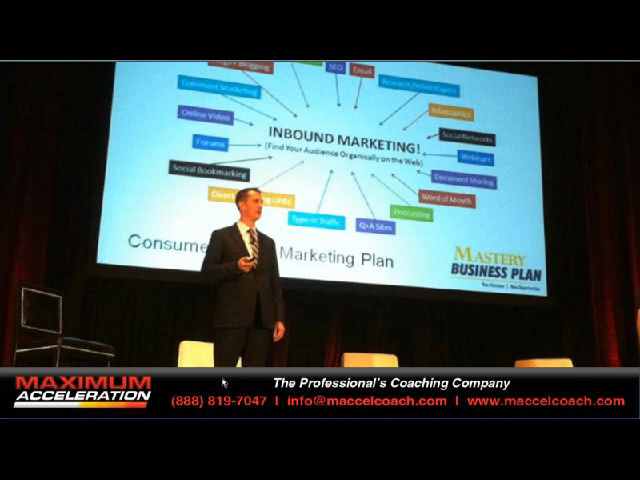 SEO
Email
Blogging
Comment Marketing
Research/White Papers
Online Video
Infographics
INBOUND MARKETING!
(Find Your Audience Organically on the Web)
Social Networks
Forums
Webinars
Social Bookmarking
Document Sharing
Direct
Links
Word of Mouth
Type-In Traffic
Podcasting
Q+A Sites
Marketing Plan
MASTERY
BUSINESS PLAN
MAXIMUM
ACCELERATION
The Professional's Coaching Company
(888) 819-7047 I info@maccelcoach.com I www.maccelcoach.com